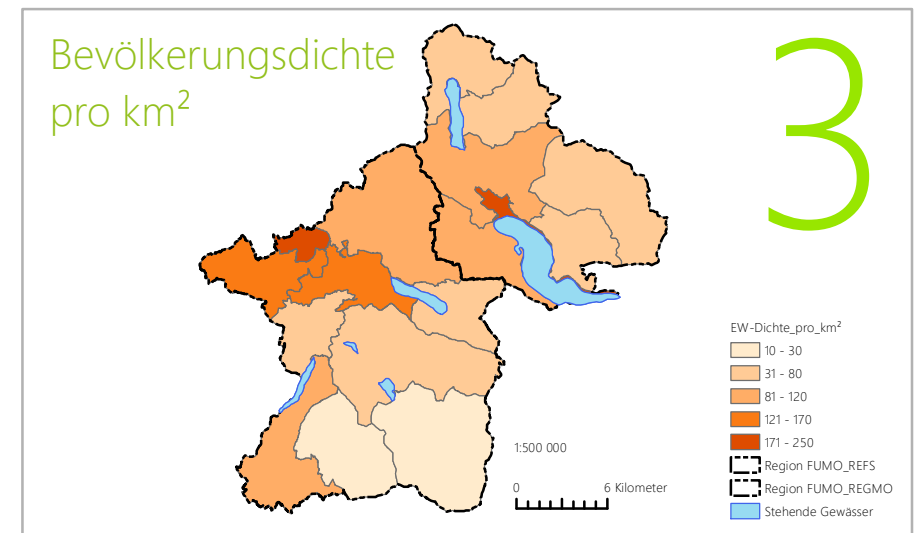 Bevölkerungsdichte
pro km²
3
EW-Dichte_pro_km²
10 - 30
31 - 80
81 - 120
121 - 170
171 - 250
Region FUMO_REFS
Region FUMO_REGMO
Stehende Gewässer
1:500 000
0 6 Kilometer